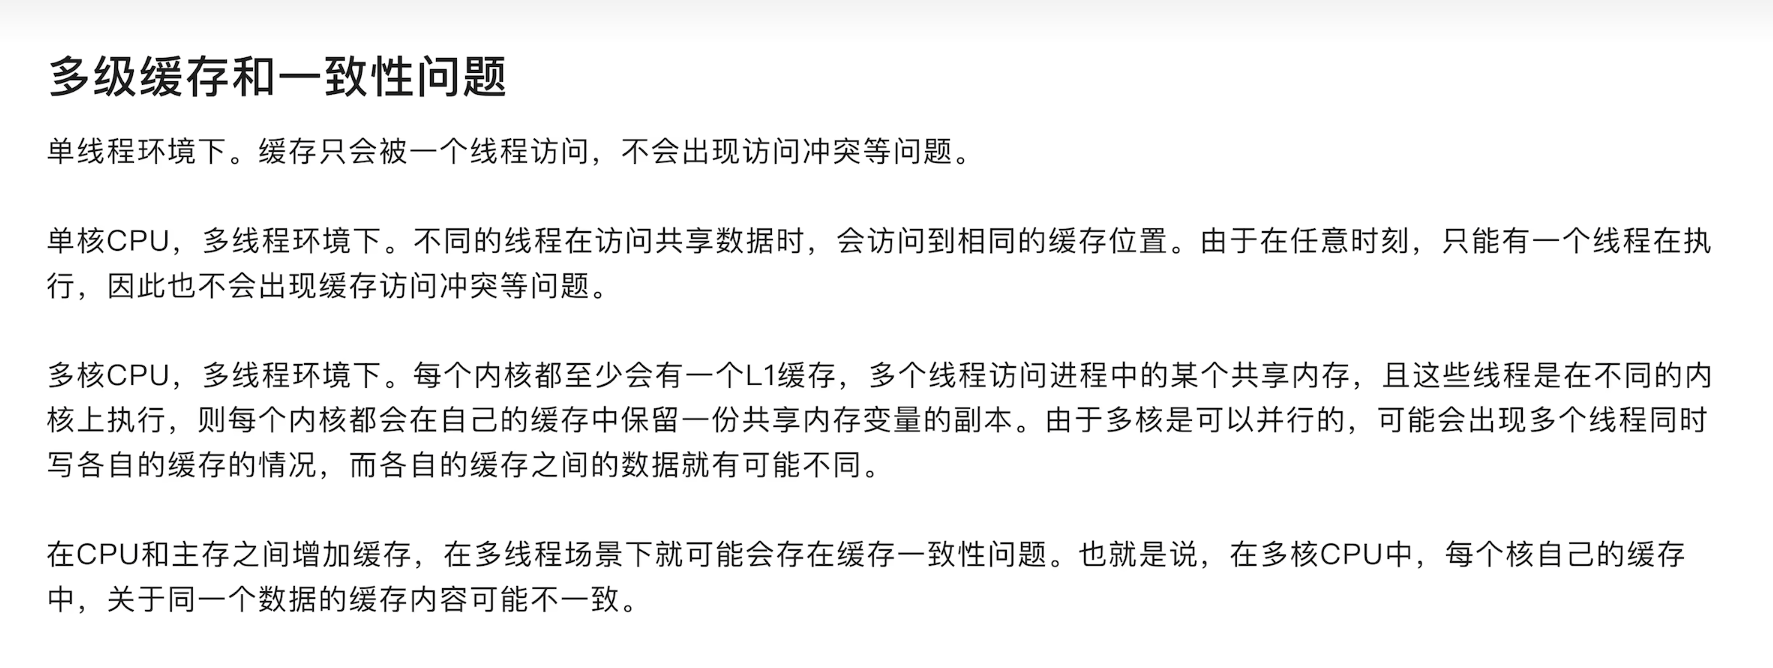 多级缓存和一致性问题
单线程环境下。缓存只会被一个线程访问，不会出现访问冲突等问题。
单核CPU，多线程环境下。不同的线程在访问共享数据时，会访问到相同的缓存位置。由于在任意时刻，只能有一个线程在执
行，因此也不会出现缓存访问冲突等问题。
多核CPU，多线程环境下。每个内核都至少会有一个L1缓存，多个线程访问进程中的某个共享内存，且这些线程是在不同的内
核上执行，则每个内核都会在自己的缓存中保留一份共享内存变量的副本。由于多核是可以并行的，可能会出现多个线程同时
写各自的缓存的情况，而各自的缓存之间的数据就有可能不同。
在CPU和主存之间增加缓存，在多线程场景下就可能会存在缓存一致性问题。也就是说，在多核CPU中，每个核自己的缓存
中，关于同一个数据的缓存内容可能不一致。